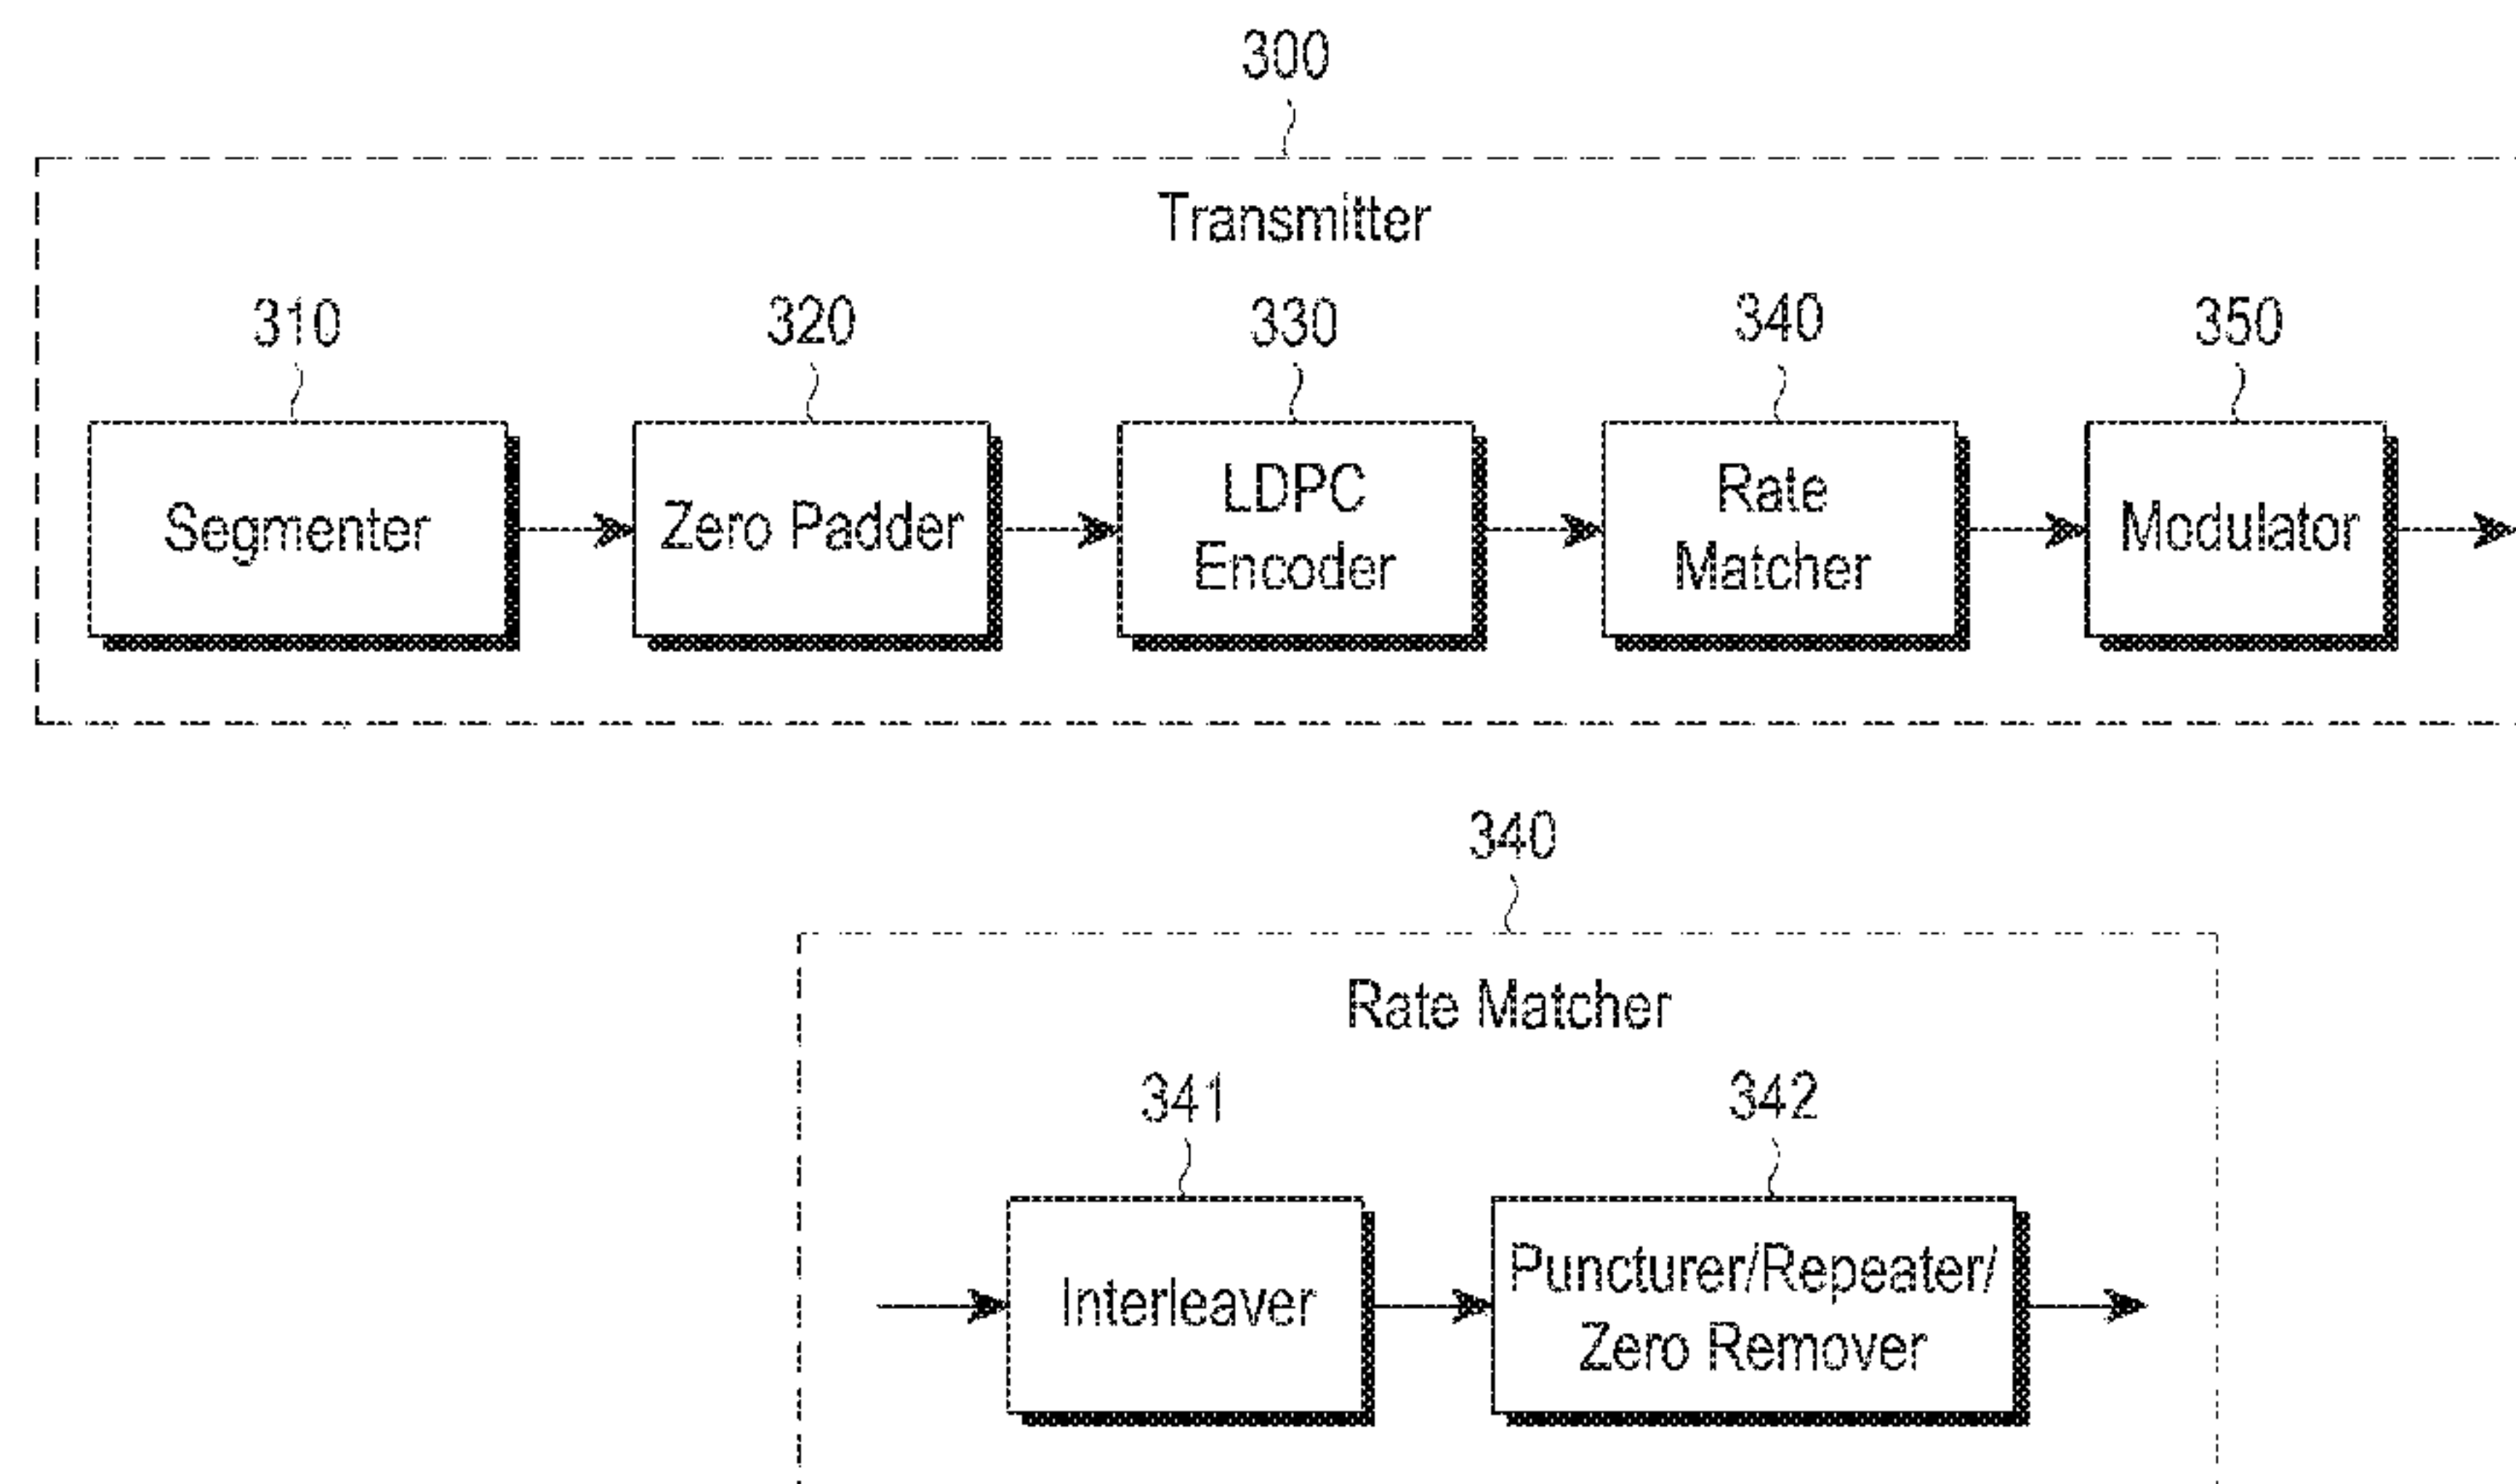 300
Transmitter
310
320
330
340
350
Segmenter
Zero Padder
LDPC
Encoder
Rate
Matcher
Modulator
340
Rate Matcher
341
342
Interleaver
Puncturer/Repeater/
Zero Remover